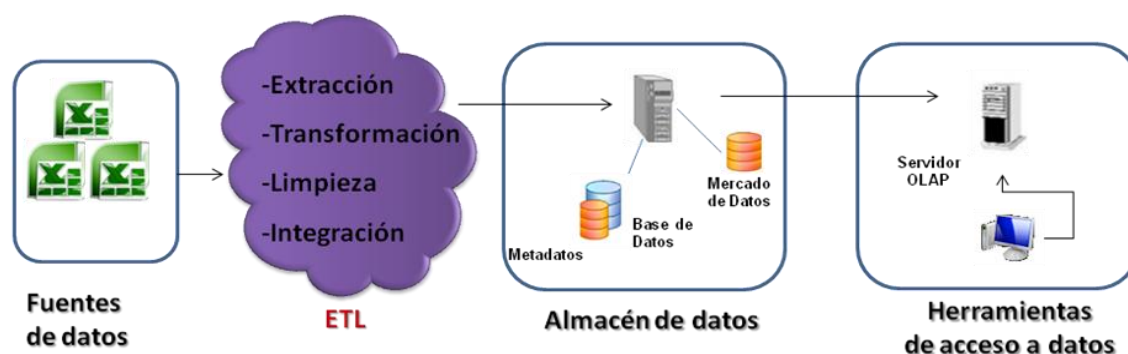 -Extracción
-Transformación
-Limpieza
-Integración
ETL
Fuentes
de datos
Mercado
de Datos
Base de
Datos
Metadatos
Almacén de datos
Servidor
OLAP
Herramientas
de acceso a datos